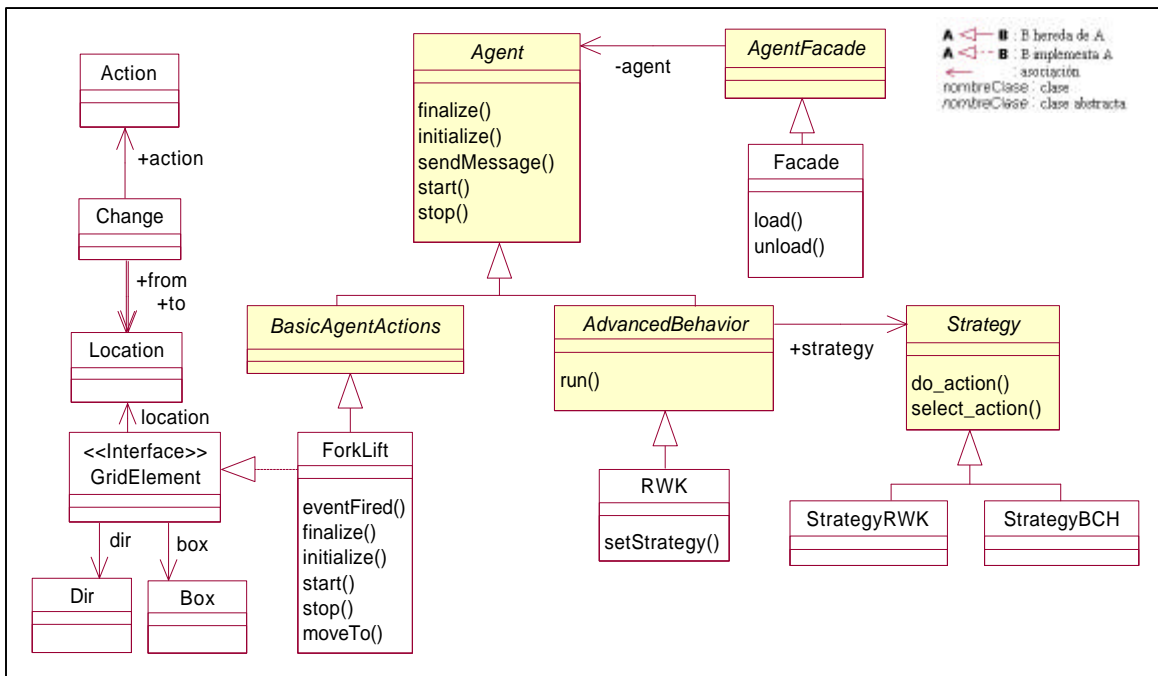 Action
+action
Change
+from
+to
Location
location
<<Interface>>
GridElement
dir
box
Dir
Box
Agent
finalize()
initialize()
sendMessage()
start()
stop()
-agent
AgentFacade
Facade
load()
unload()
BasicAgentActions
ForkLift
eventFired()
finalize()
initialize()
start()
stop()
moveTo()
AdvancedBehavior
run()
+strategy
RWK
setStrategy()
Strategy
do_action()
select_action()
StrategyRWK
StrategyBCH
A B : B hereda de A
A B : B implementa A
: asociación
nombreClase : clase
nombreClase : clase abstracta